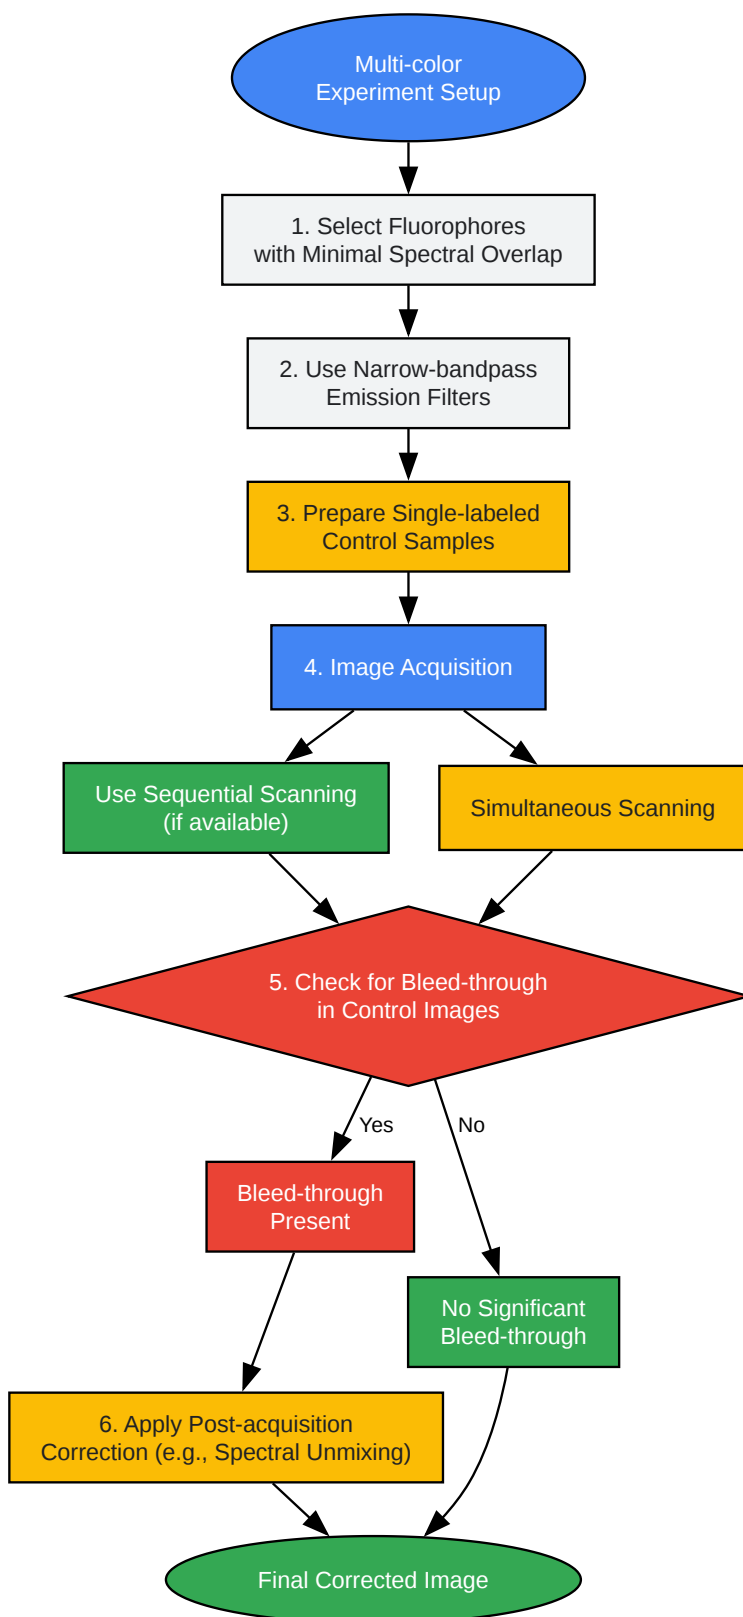 Multi-color
Experiment Setup
1. Select Fluorophores
with Minimal Spectral Overlap
2. Use Narrow-bandpass
Emission Filters
3. Prepare Single-labeled
Control Samples
4. Image Acquisition
Use Sequential Scanning
(if available)
Simultaneous Scanning
5. Check for Bleed-through
in Control Images
Yes
No
Bleed-through
Present
No Significant
Bleed-through
6. Apply Post-acquisition
Correction (e.g., Spectral Unmixing)
Final Corrected Image